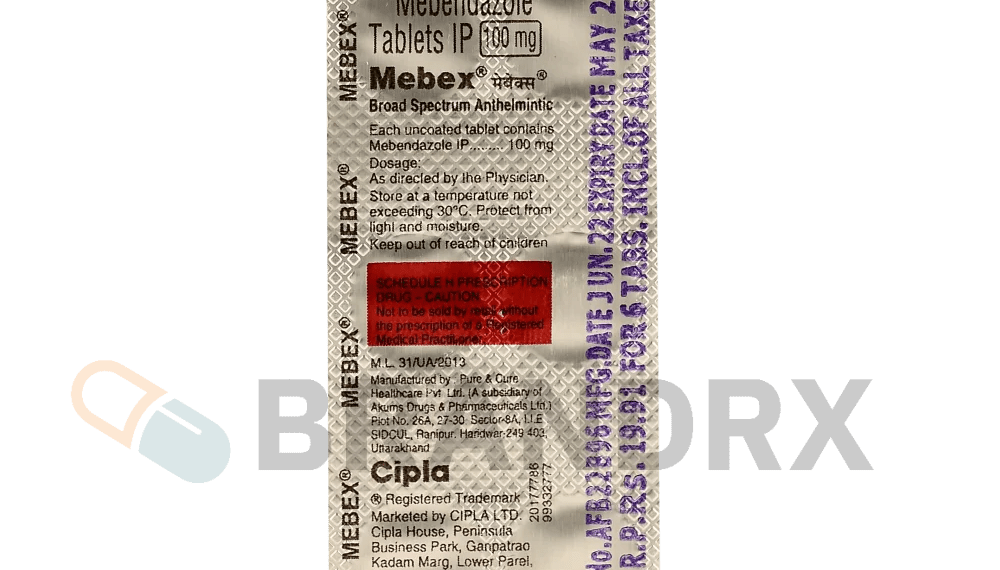 Mebendazole
Tablets IP 100 mg
Mebex® मेबेक्स®
Broad Spectrum Anthelmintic
Each uncoated tablet contains
Mebendazole IP......... 100 mg
Dosage:
As directed by the Physician.
Store at a temperature not
exceeding 30°C. Protect from
light and moisture.
Keep out of reach of children
SCHEDULE H PRESCRIPTION
DRUG - CAUTION
Not to be sold by retail without
the prescription of a Registered
Medical Practitioner.
M.L. 31/UA/2013
Manufactured by : Pure & Cure
Healthcare Pvt. Ltd. (A subsidiary of
Akums Drugs & Pharmaceuticals Ltd.)
Plot No. 26A, 27-30, Sector-8A, I.I.E.
SIDCUL, Ranipur, Haridwar-249 403,
Uttarakhand
Cipla
® Registered Trademark
Marketed by CIPLA LTD.
Cipla House, Peninsula
Business Park, Ganpatrao
Kadam Marg, Lower Parel,
20177786
99332777
MEBEX®
MEBEX®
MEBEX®
MEBEX®
No.AFB22B96 MFG DATE JUN.22 EXPIRY DATE MAY 2
R.P.RS. 19.91 FOR 6 TABS. INCL.OF ALL TAXE